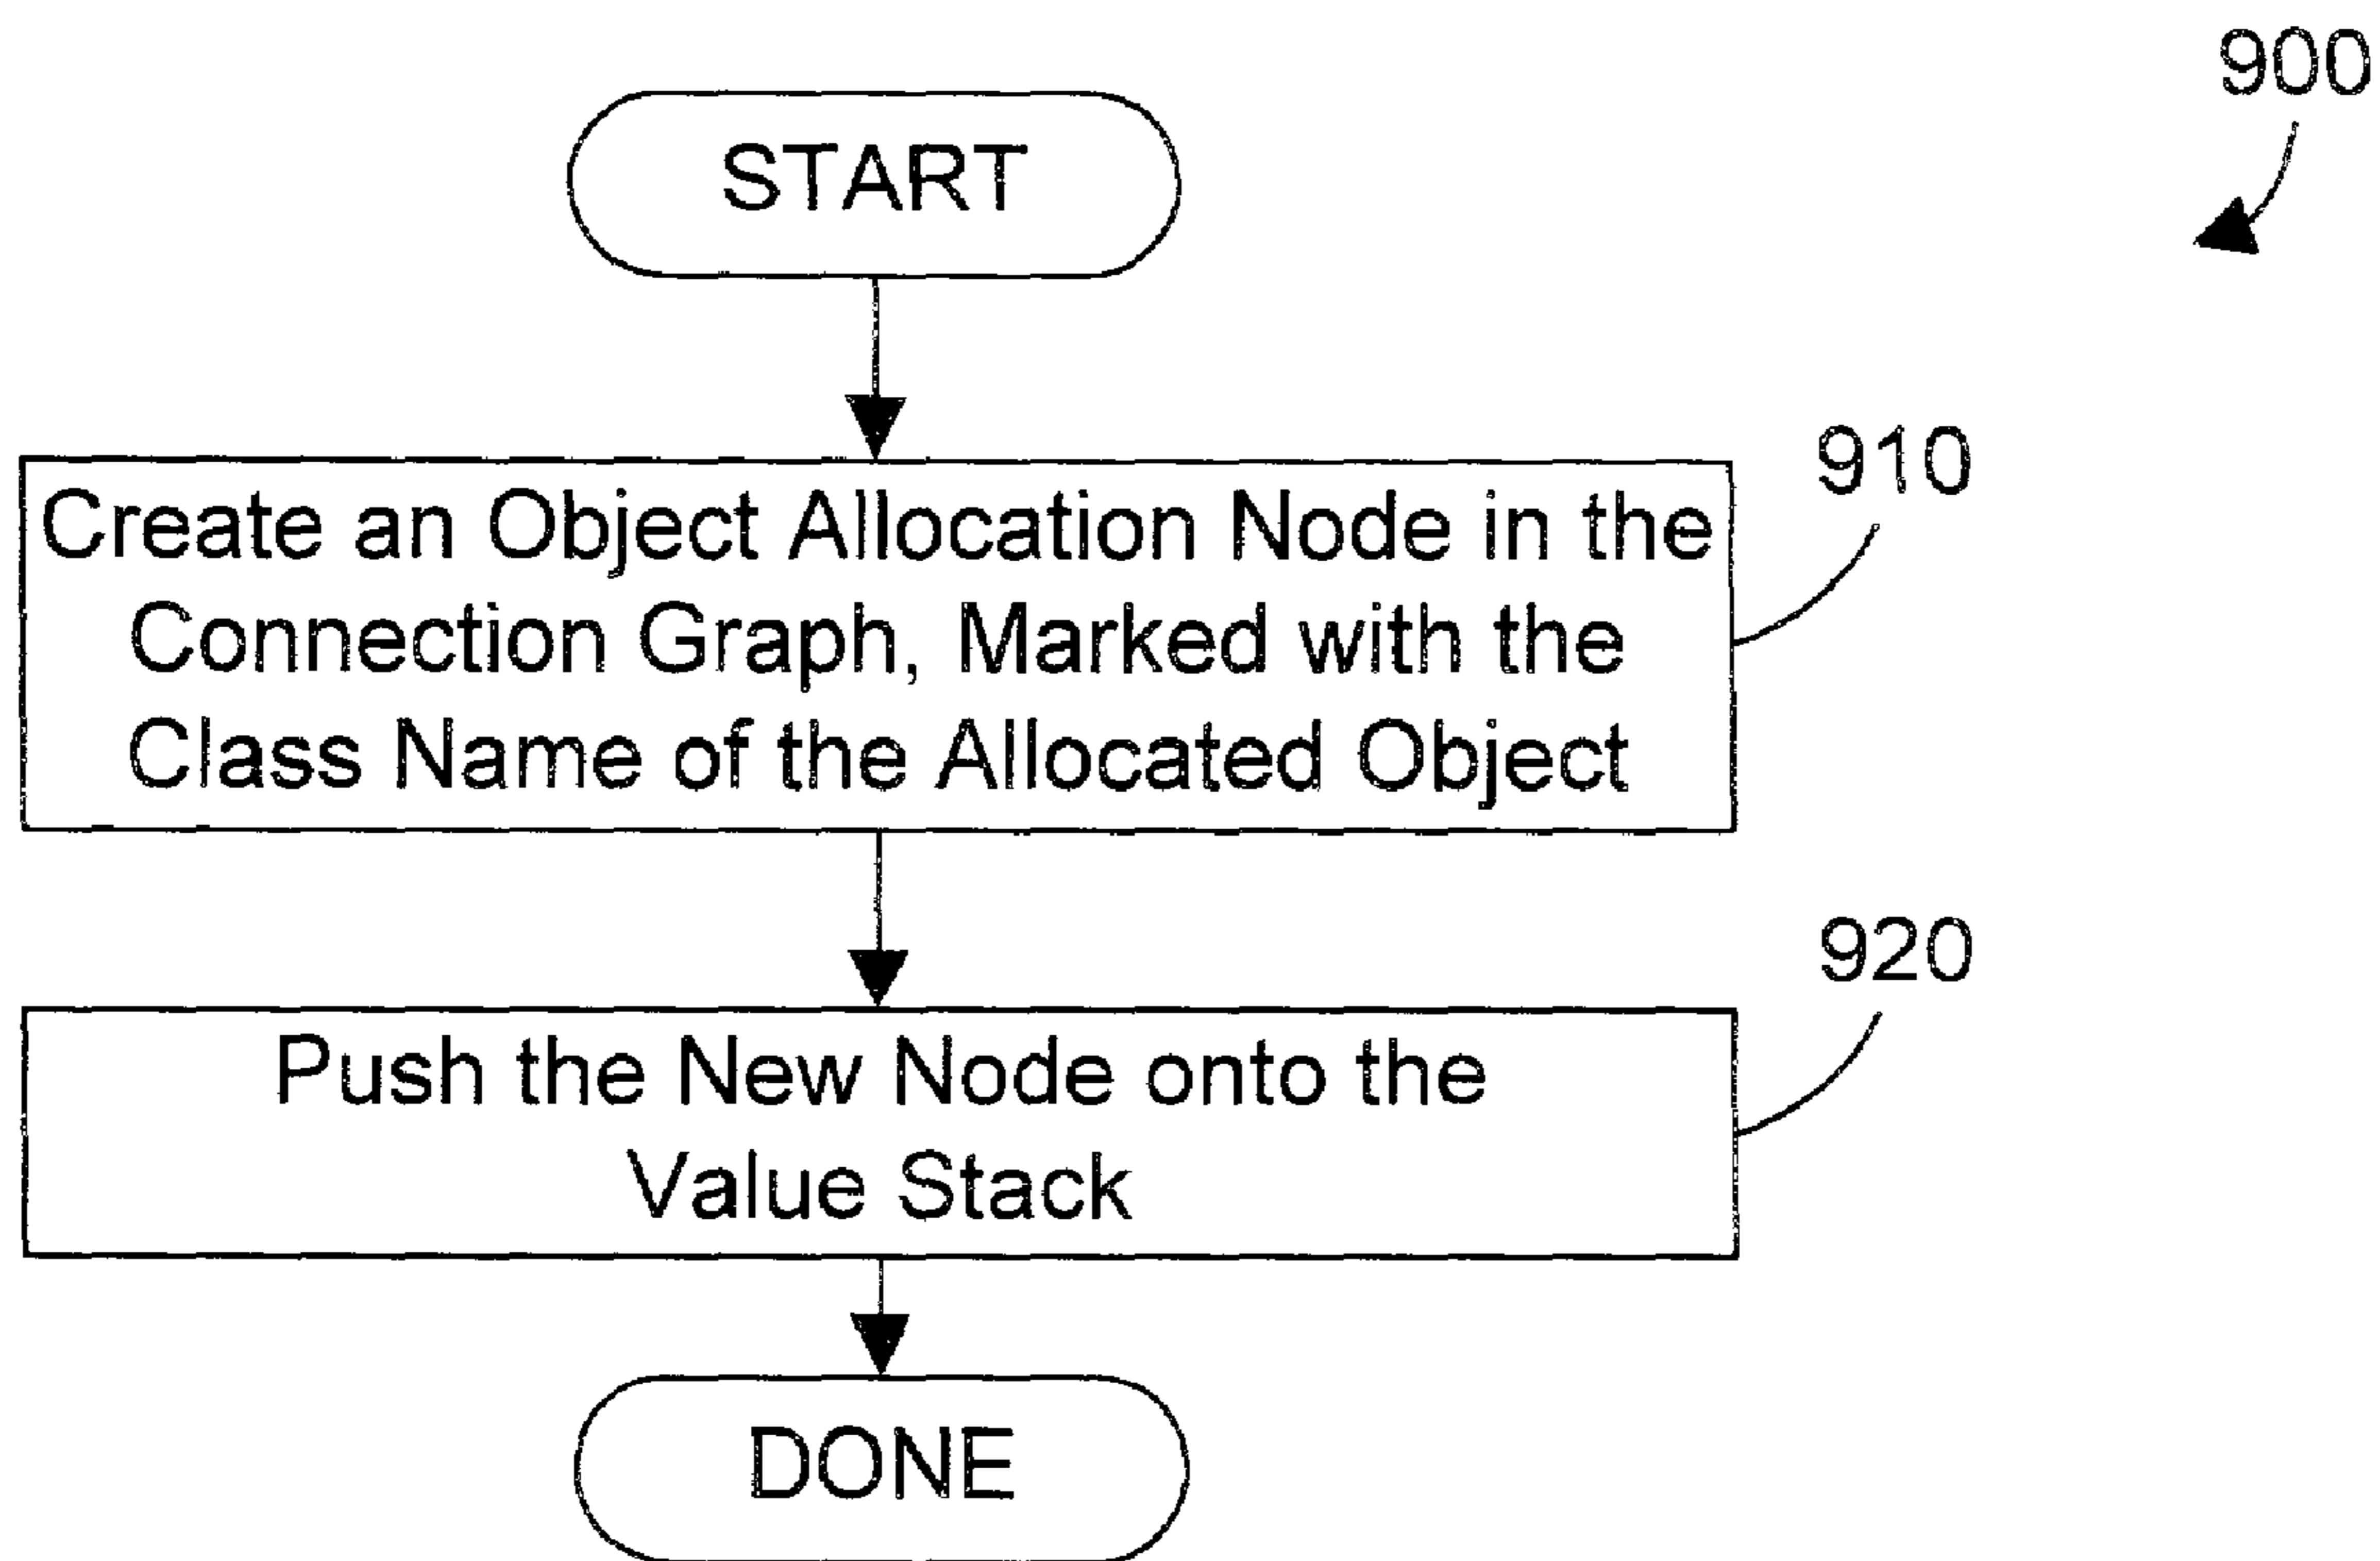 900
START
910
Create an Object Allocation Node in the
Connection Graph, Marked with the
Class Name of the Allocated Object
920
Push the New Node onto the
Value Stack
DONE